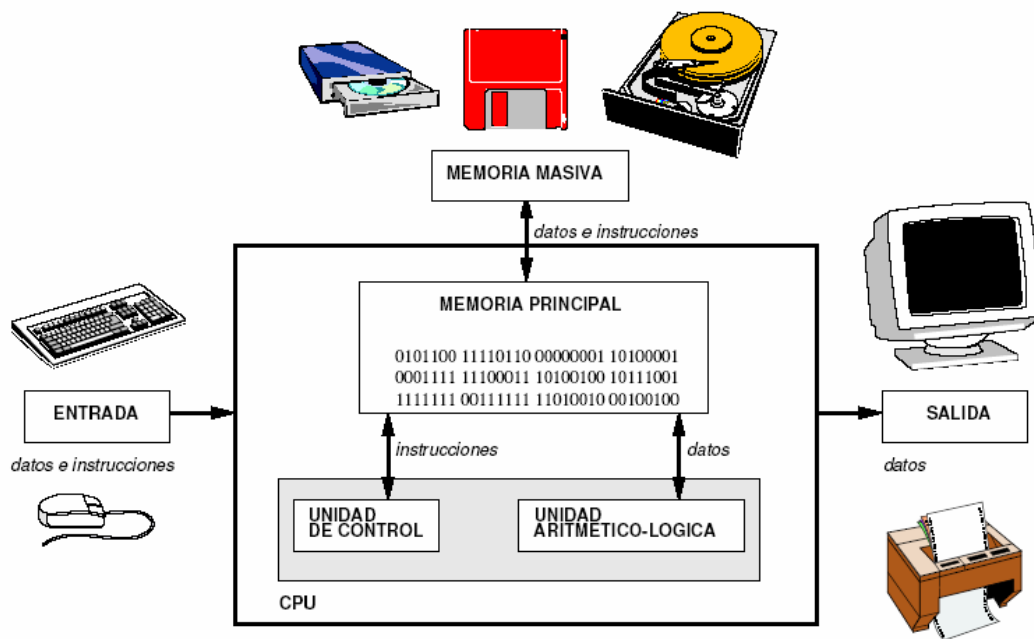 MEMORIA MASIVA
datos e instrucciones
MEMORIA PRINCIPAL
0101100 11110110 00000001 10100001
0001111 11100011 10100100 10111001
1111111 00111111 11010010 00100100
ENTRADA
datos e instrucciones
SALIDA
datos
instrucciones
datos
UNIDAD
DE CONTROL
UNIDAD
ARITMETICO-LOGICA
CPU